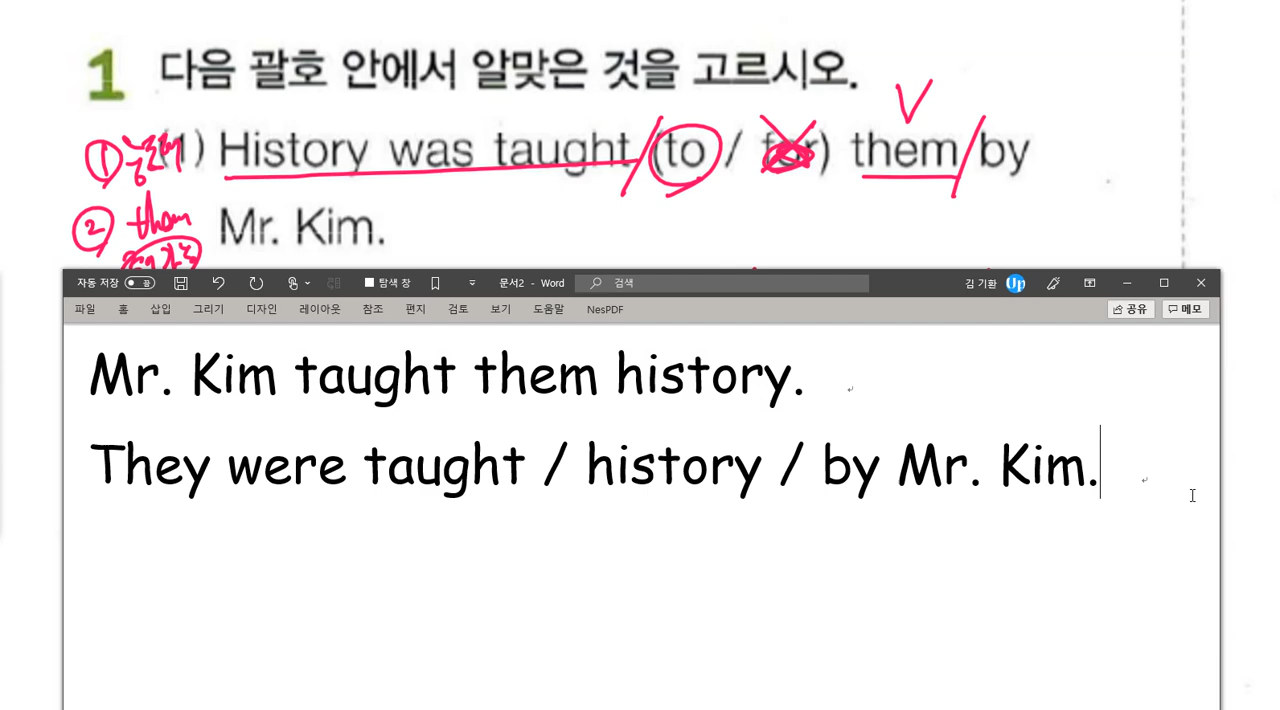 1 다음 괄호 안에서 알맞은 것을 고르시오.
① (1) History was taught / (to / for) them / by
② them Mr. Kim.
자동 저장 끔 탐색 창 문서2 - Word 검색 김 기환 Up
파일 홈 삽입 그리기 디자인 레이아웃 참조 편지 검토 보기 도움말 NesPDF 공유 메모
Mr. Kim taught them history.
They were taught / history / by Mr. Kim.